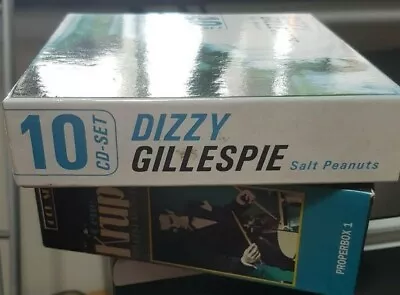 10
CD-SET
DIZZY
GILLESPIE Salt Peanuts
PROPERBOX 1